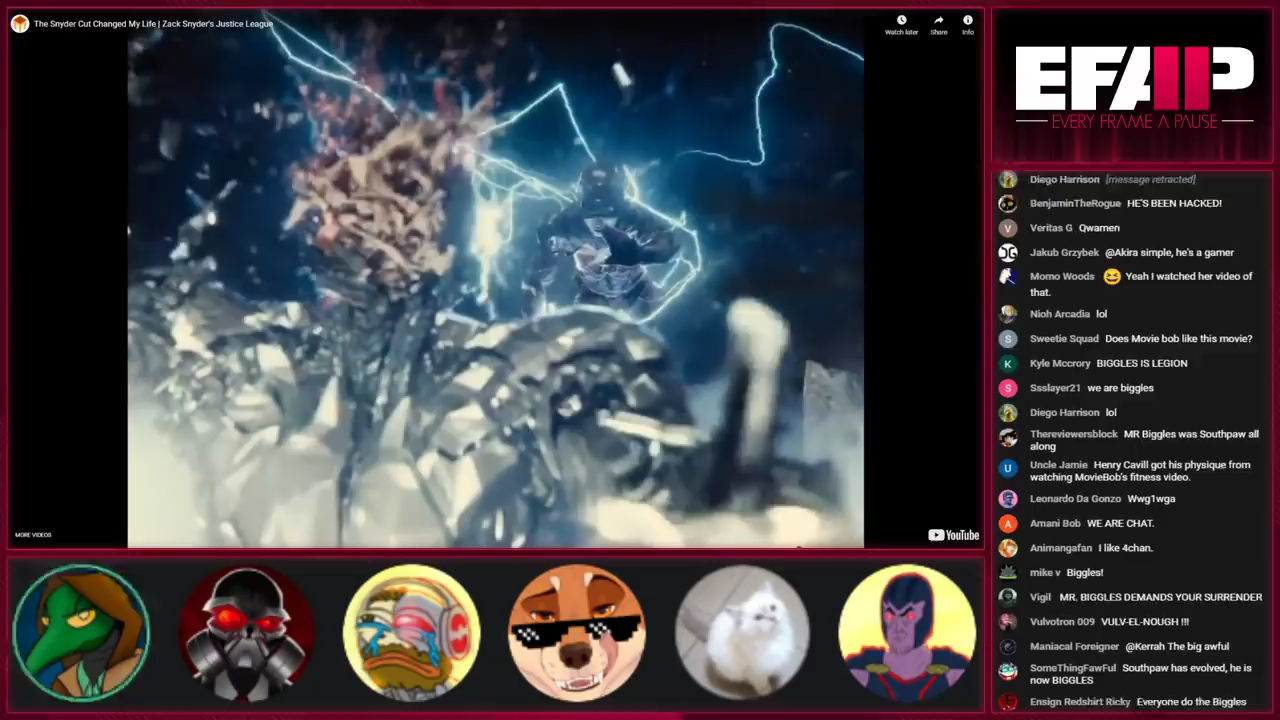 The Snyder Cut Changed My Life | Zack Snyder's Justice League
Watch later
Share
Info
MORE VIDEOS
YouTube
EFAP
EVERY FRAME A PAUSE
Diego Harrison [message retracted]
BenjaminTheRogue HE'S BEEN HACKED!
V
Veritas G Qwamen
Jakub Grzybek @Akira simple, he's a gamer
Momo Woods 😆 Yeah I watched her video of
that.
Nioh Arcadia lol
S
Sweetie Squad Does Movie bob like this movie?
K
Kyle Mccrory BIGGLES IS LEGION
S
Ssslayer21 we are biggles
Diego Harrison lol
Thereviewersblock MR Biggles was Southpaw all
along
U
Uncle Jamie Henry Cavill got his physique from
watching MovieBob's fitness video.
Leonardo Da Gonzo Wwg1wga
A
Amani Bob WE ARE CHAT.
Animangafan I like 4chan.
mike v Biggles!
Vigil MR. BIGGLES DEMANDS YOUR SURRENDER
Vulvotron 009 VULV-EL-NOUGH !!!
Maniacal Foreigner @Kerrah The big awful
SomeThingFawFul Southpaw has evolved, he is
now BIGGLES
Ensign Redshirt Ricky Everyone do the Biggles